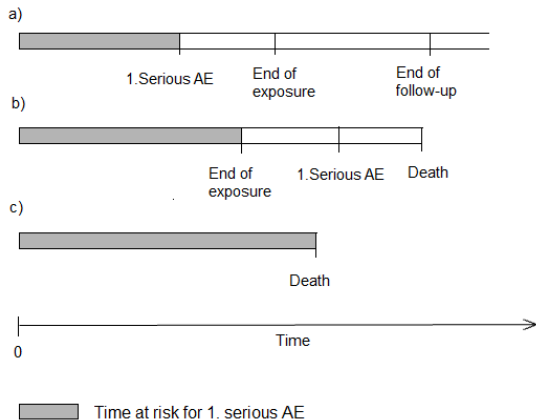 a)
1.Serious AE
End of
exposure
End of
follow-up
b)
End of
exposure
1.Serious AE
Death
c)
Death
0
Time
Time at risk for 1. serious AE